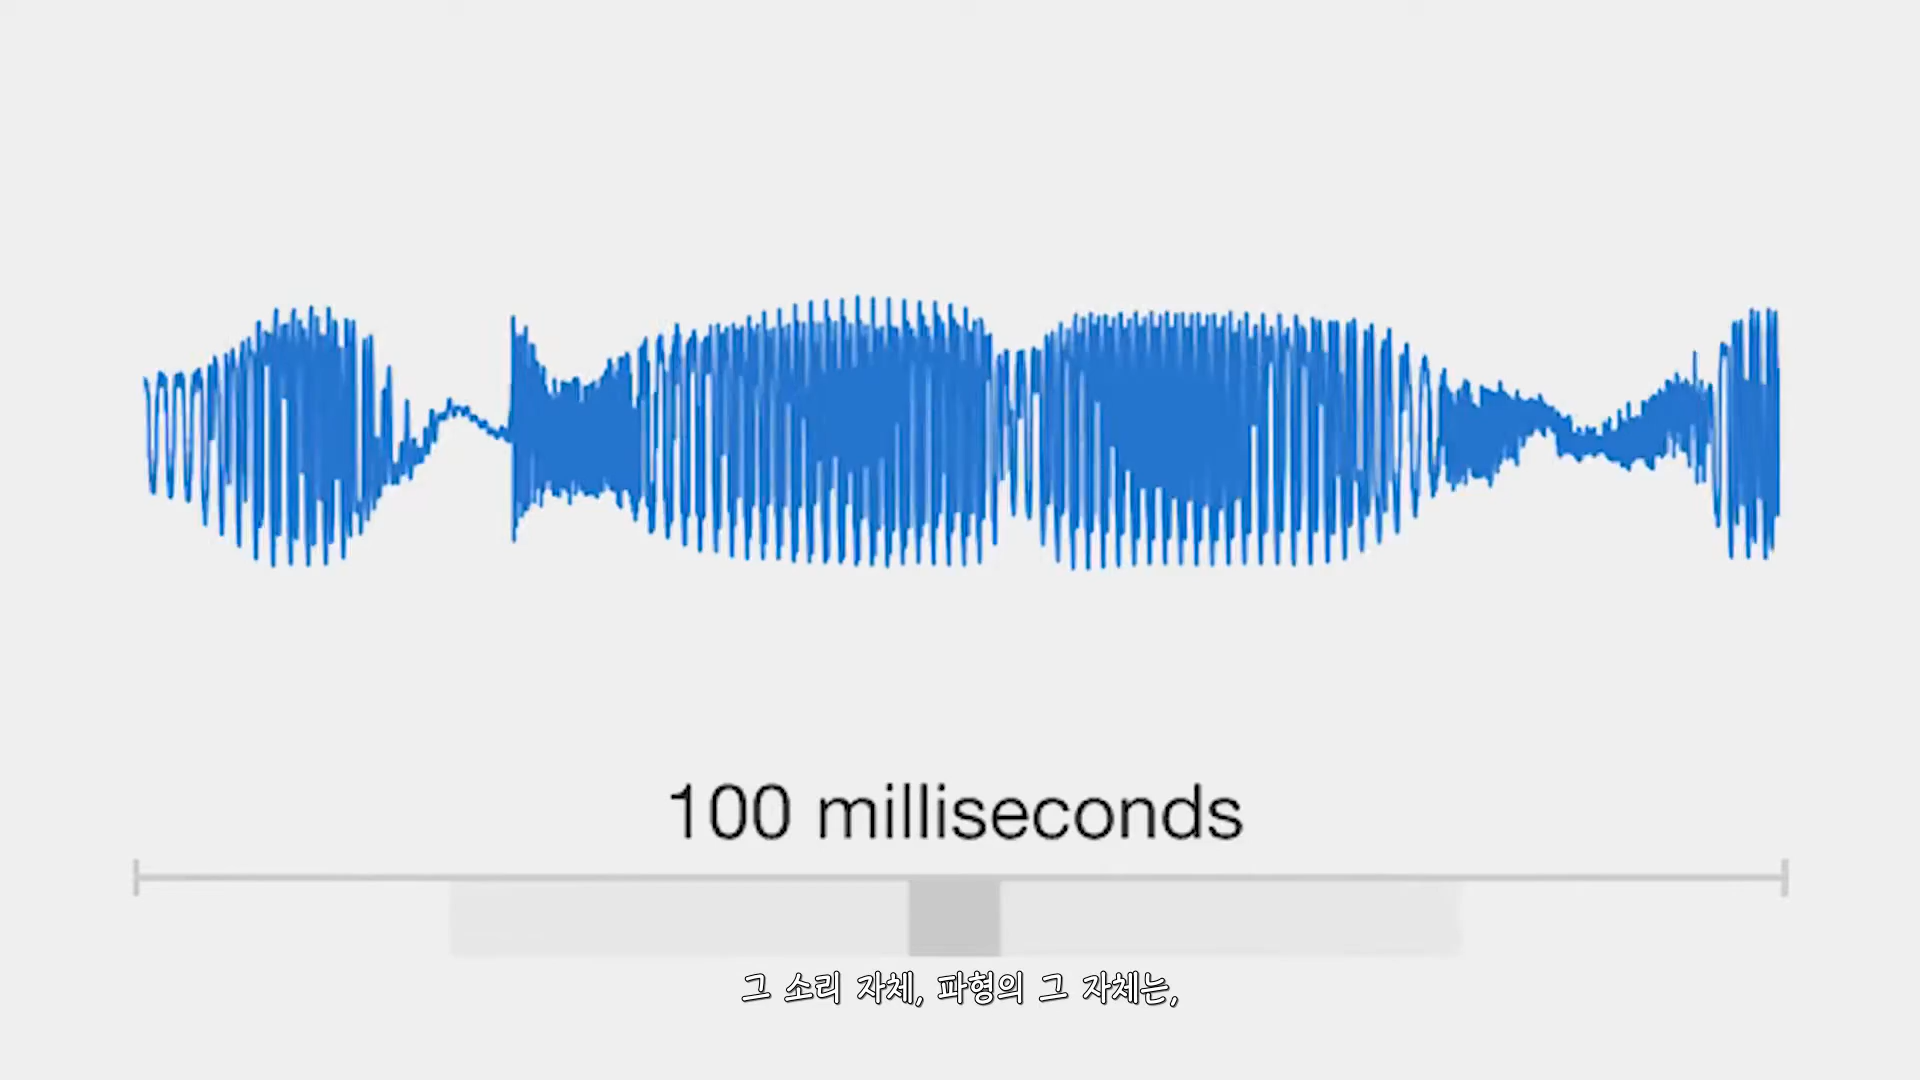 100 milliseconds
그 소리 자체, 파형의 그 자체는,